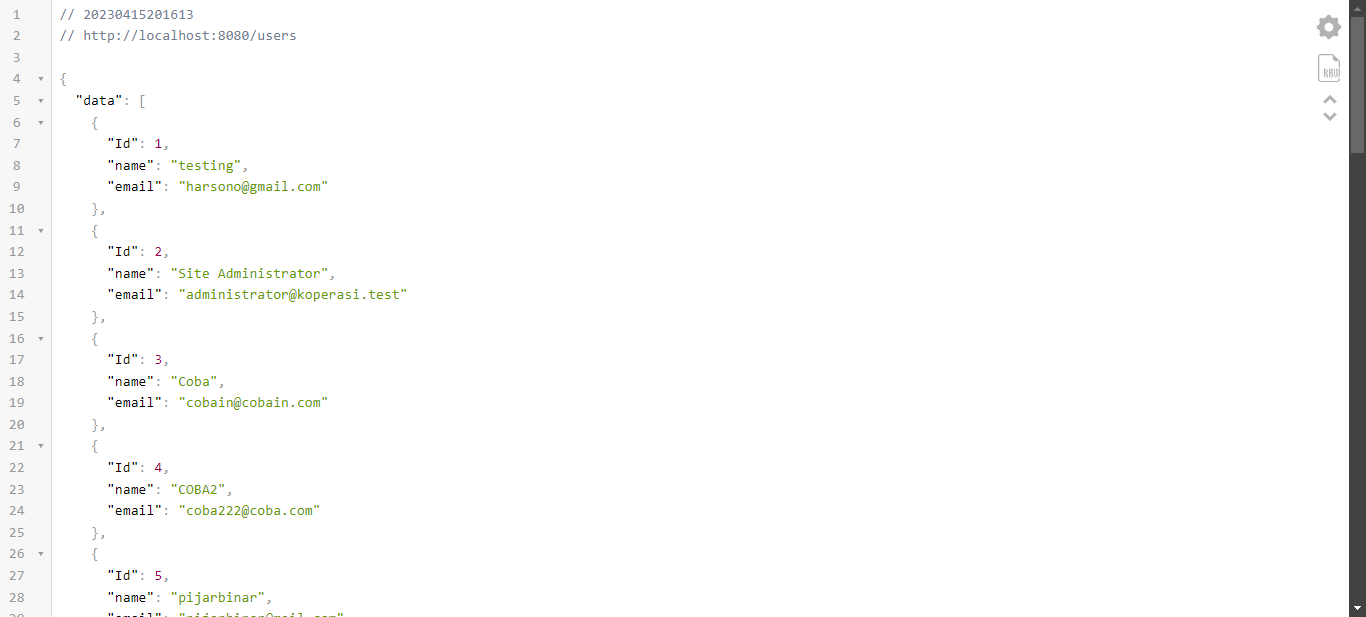 1 // 20230415201613
2 // http://localhost:8080/users
3
4 {
5 "data": [
6 {
7 "Id": 1,
8 "name": "testing",
9 "email": "harsono@gmail.com"
10 },
11 {
12 "Id": 2,
13 "name": "Site Administrator",
14 "email": "administrator@koperasi.test"
15 },
16 {
17 "Id": 3,
18 "name": "Coba",
19 "email": "cobain@cobain.com"
20 },
21 {
22 "Id": 4,
23 "name": "COBA2",
24 "email": "coba222@coba.com"
25 },
26 {
27 "Id": 5,
28 "name": "pijarbinar",
"email":
RAW